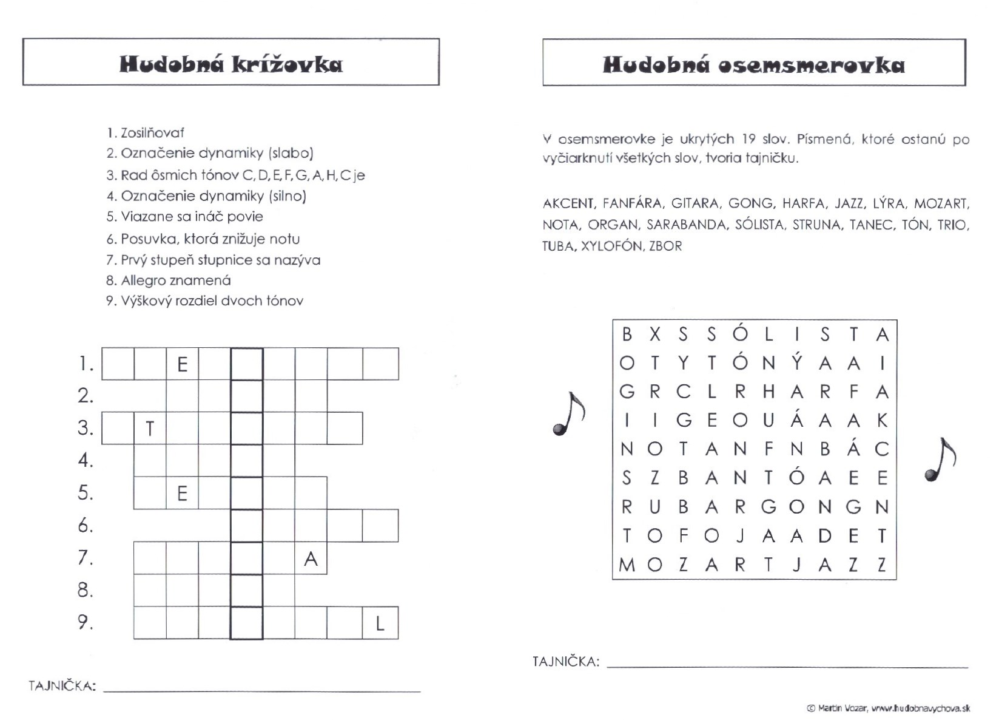 Hudobná krížovka
1. Zosilňovať
2. Označenie dynamiky (slabo)
3. Rad ôsmich tónov C, D, E, F, G, A, H, C je
4. Označenie dynamiky (silno)
5. Viazane sa ináč povie
6. Posuvka, ktorá znižuje notu
7. Prvý stupeň stupnice sa nazýva
8. Allegro znamená
9. Výškový rozdiel dvoch tónov
1. E
2.
3. T
4.
5. E
6.
7. A
8.
9. L
TAJNIČKA:
Hudobná osemsmerovka
V osemsmerovke je ukrytých 19 slov. Písmená, ktoré ostanú po
vyčiarknutí všetkých slov, tvoria tajničku.
AKCENT, FANFÁRA, GITARA, GONG, HARFA, JAZZ, LÝRA, MOZART,
NOTA, ORGAN, SARABANDA, SÓLISTA, STRUNA, TANEC, TÓN, TRIO,
TUBA, XYLOFÓN, ZBOR
B X S S Ó L I S T A
O T Y T Ó N Ý A A I
G R C L R H A R F A
I I G E O U Á A A K
N O T A N F N B Á C
S Z B A N T Ó A E E
R U B A R G O N G N
T O F O J A A D E T
M O Z A R T J A Z Z
TAJNIČKA:
© Martin Vozar, www.hudobnavychova.sk